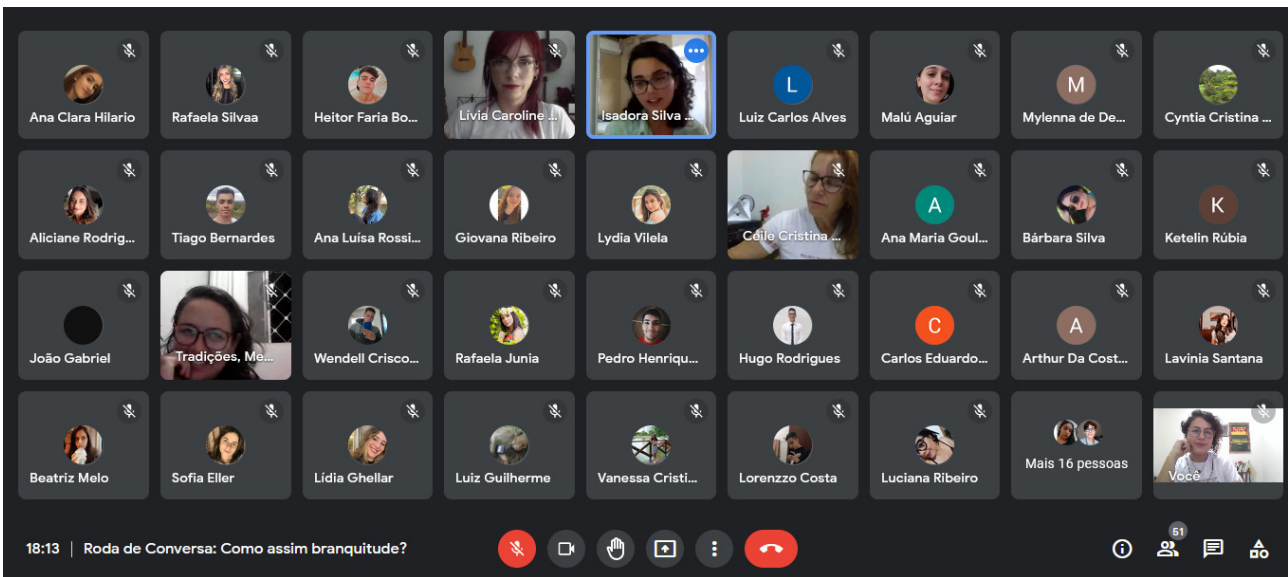 Ana Clara Hilario
Rafaela Silvaa
Heitor Faria Bo...
Lívia Caroline ...
Isadora Silva ...
L
Luiz Carlos Alves
Malú Aguiar
M
Mylenna de De...
Cyntia Cristina ...
Aliciane Rodrig...
Tiago Bernardes
Ana Luísa Rossi...
Giovana Ribeiro
Lydia Vilela
Céile Cristina ...
A
Ana Maria Goul...
Bárbara Silva
K
Ketelin Rúbia
João Gabriel
Tradições, Me...
Wendell Crisco...
Rafaela Junia
Pedro Henriqu...
Hugo Rodrigues
C
Carlos Eduardo...
A
Arthur Da Cost...
Lavinia Santana
Beatriz Melo
Sofia Eller
Lídia Ghellar
Luiz Guilherme
Vanessa Cristi...
Lorenzzo Costa
Luciana Ribeiro
Mais 16 pessoas
Você
18:13 | Roda de Conversa: Como assim branquitude?
51